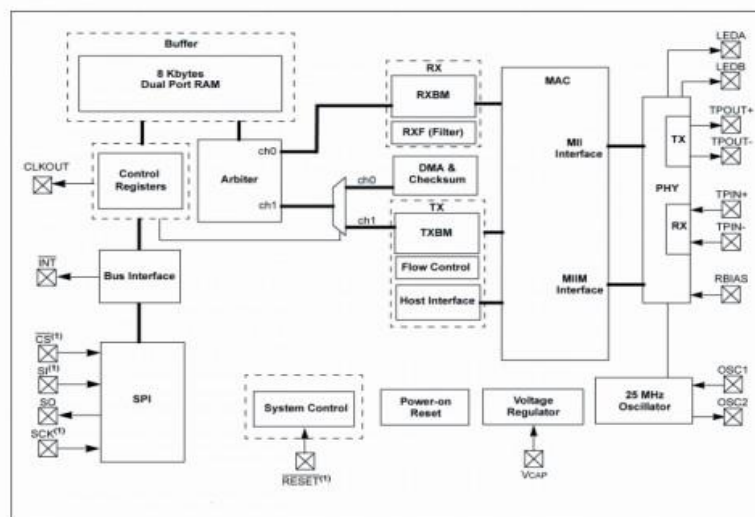 LEDA
LEDB
Buffer
8 Kbytes
Dual Port RAM
RX
RXBM
RXF (Filter)
MAC
MII
Interface
TX
TPOUT+
TPOUT-
PHY
TPIN+
TPIN-
RX
RBIAS
CLKOUT
Control
Registers
Arbiter
ch0
ch1
ch0
ch1
DMA &
Checksum
TX
TXBM
Flow Control
Host Interface
MIIM
Interface
INT
Bus Interface
CS(1)
SI(1)
SO
SCK(1)
SPI
System Control
RESET(1)
Power-on
Reset
Voltage
Regulator
VCAP
25 MHz
Oscillator
OSC1
OSC2